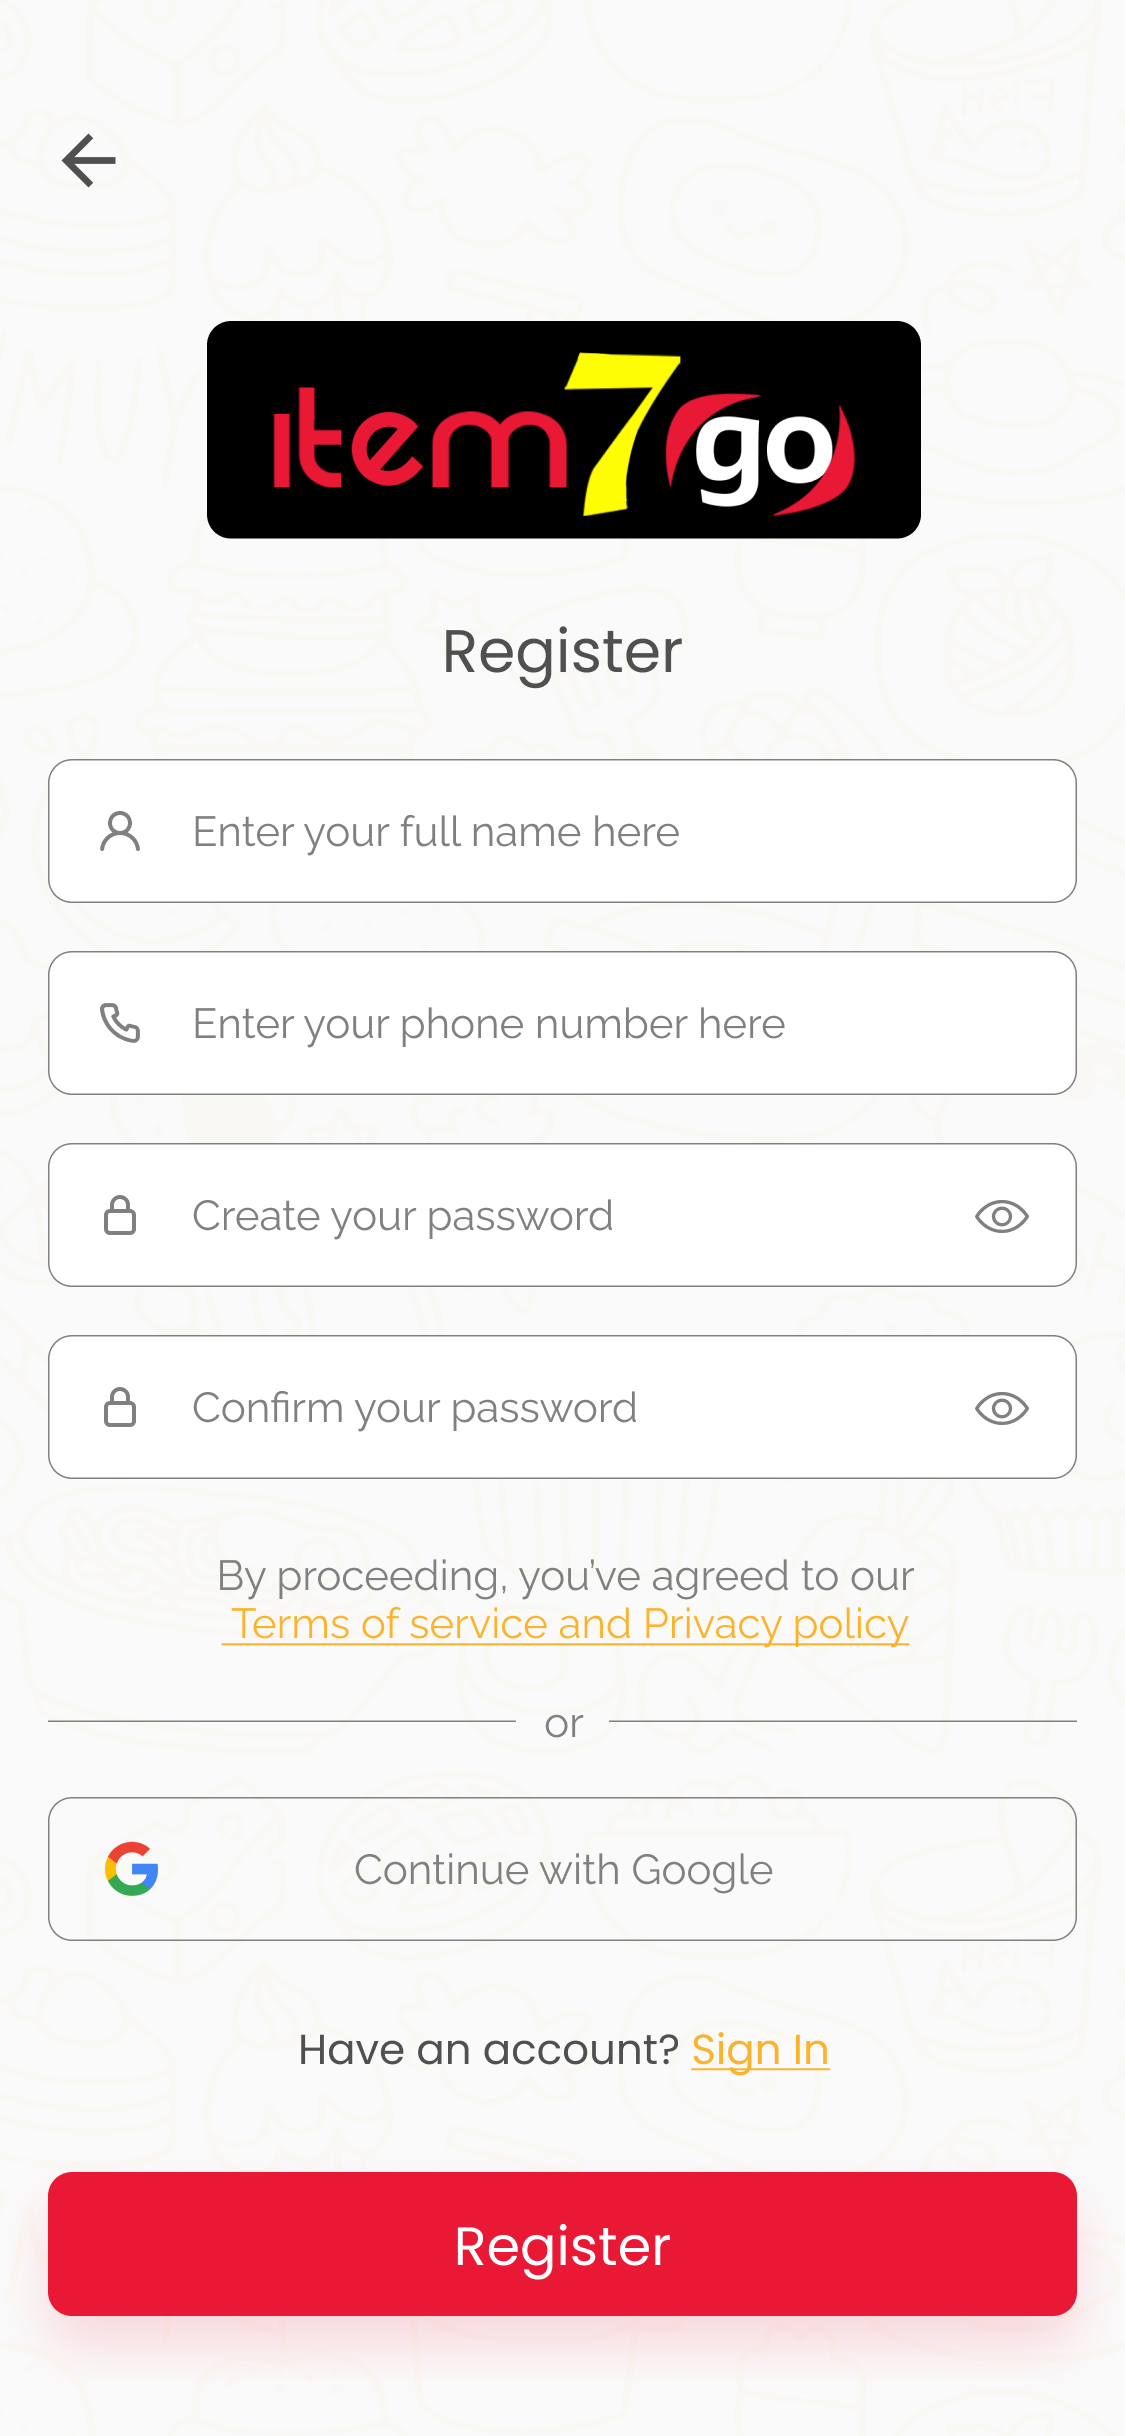 item7go
Register
Enter your full name here
Enter your phone number here
Create your password
Confirm your password
By proceeding, you’ve agreed to our
Terms of service and Privacy policy
or
Continue with Google
Have an account? Sign In
Register